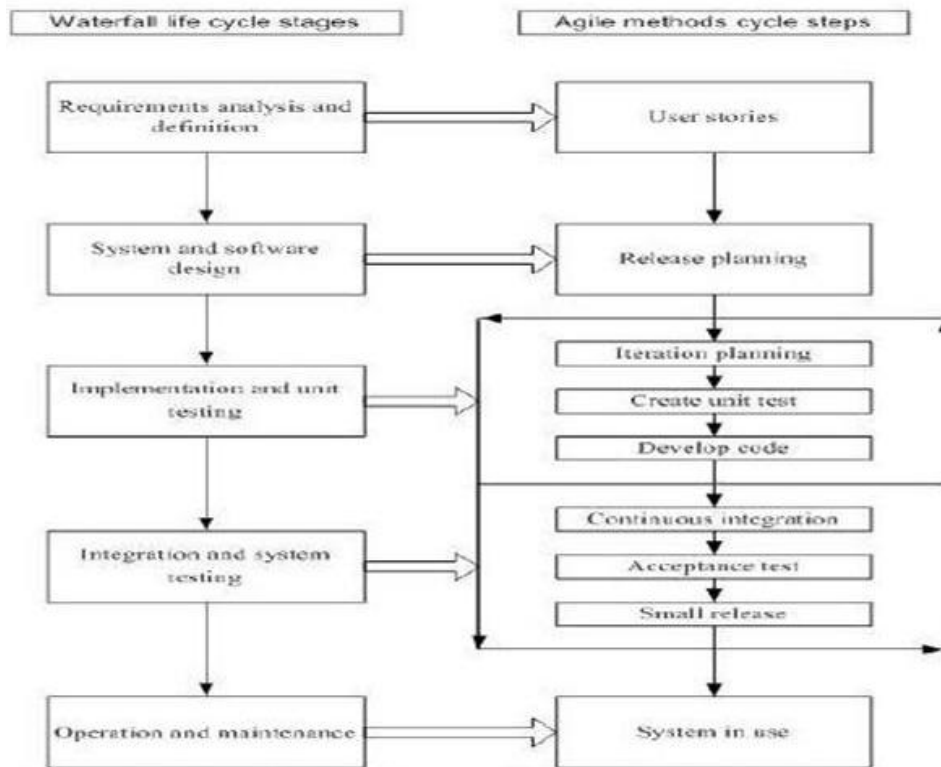 Waterfall life cycle stages
Agile methods cycle steps
Requirements analysis and
definition
User stories
System and software
design
Release planning
Iteration planning
Implementation and unit
testing
Create unit test
Develop code
Continuous integration
Integration and system
testing
Acceptance test
Small release
Operation and maintenance
System in use